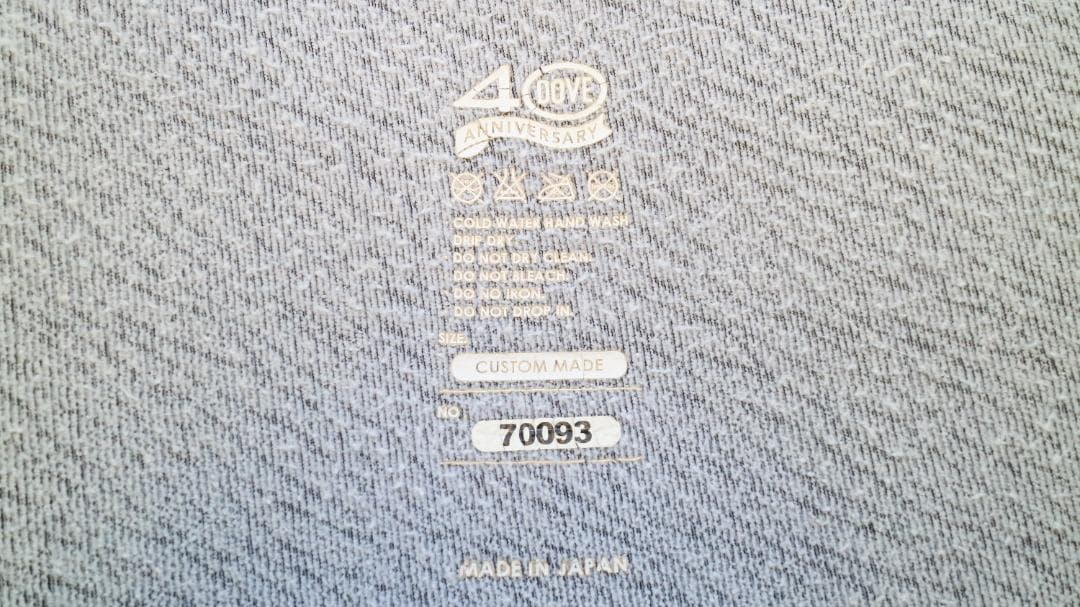 40 DOVE
ANNIVERSARY
COLD-WATER HAND WASH
DRIP DRY.
DO NOT DRY CLEAN.
DO NOT BLEACH.
DO NO IRON.
DO NOT DROP IN.
SIZE.
CUSTOM MADE
NO.
70093
MADE IN JAPAN